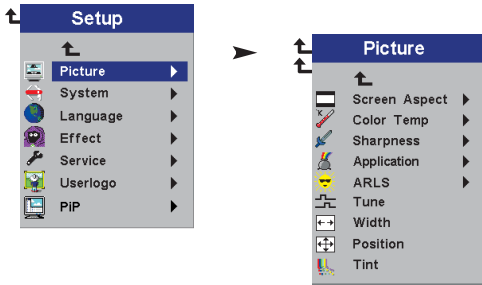 Setup
Picture
System
Language
Effect
Service
Userlogo
PiP
Picture
Screen Aspect
Color Temp
Sharpness
Application
ARLS
Tune
Width
Position
Tint